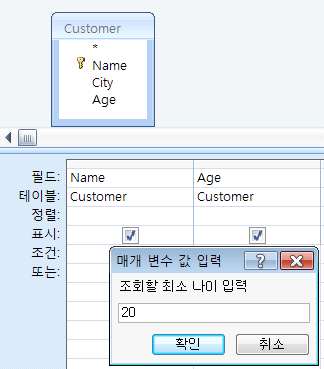 Customer
*
Name
City
Age
필드: Name Age
테이블: Customer Customer
정렬:
표시:
조건:
또는:
매개 변수 값 입력
조회할 최소 나이 입력
20
확인 취소